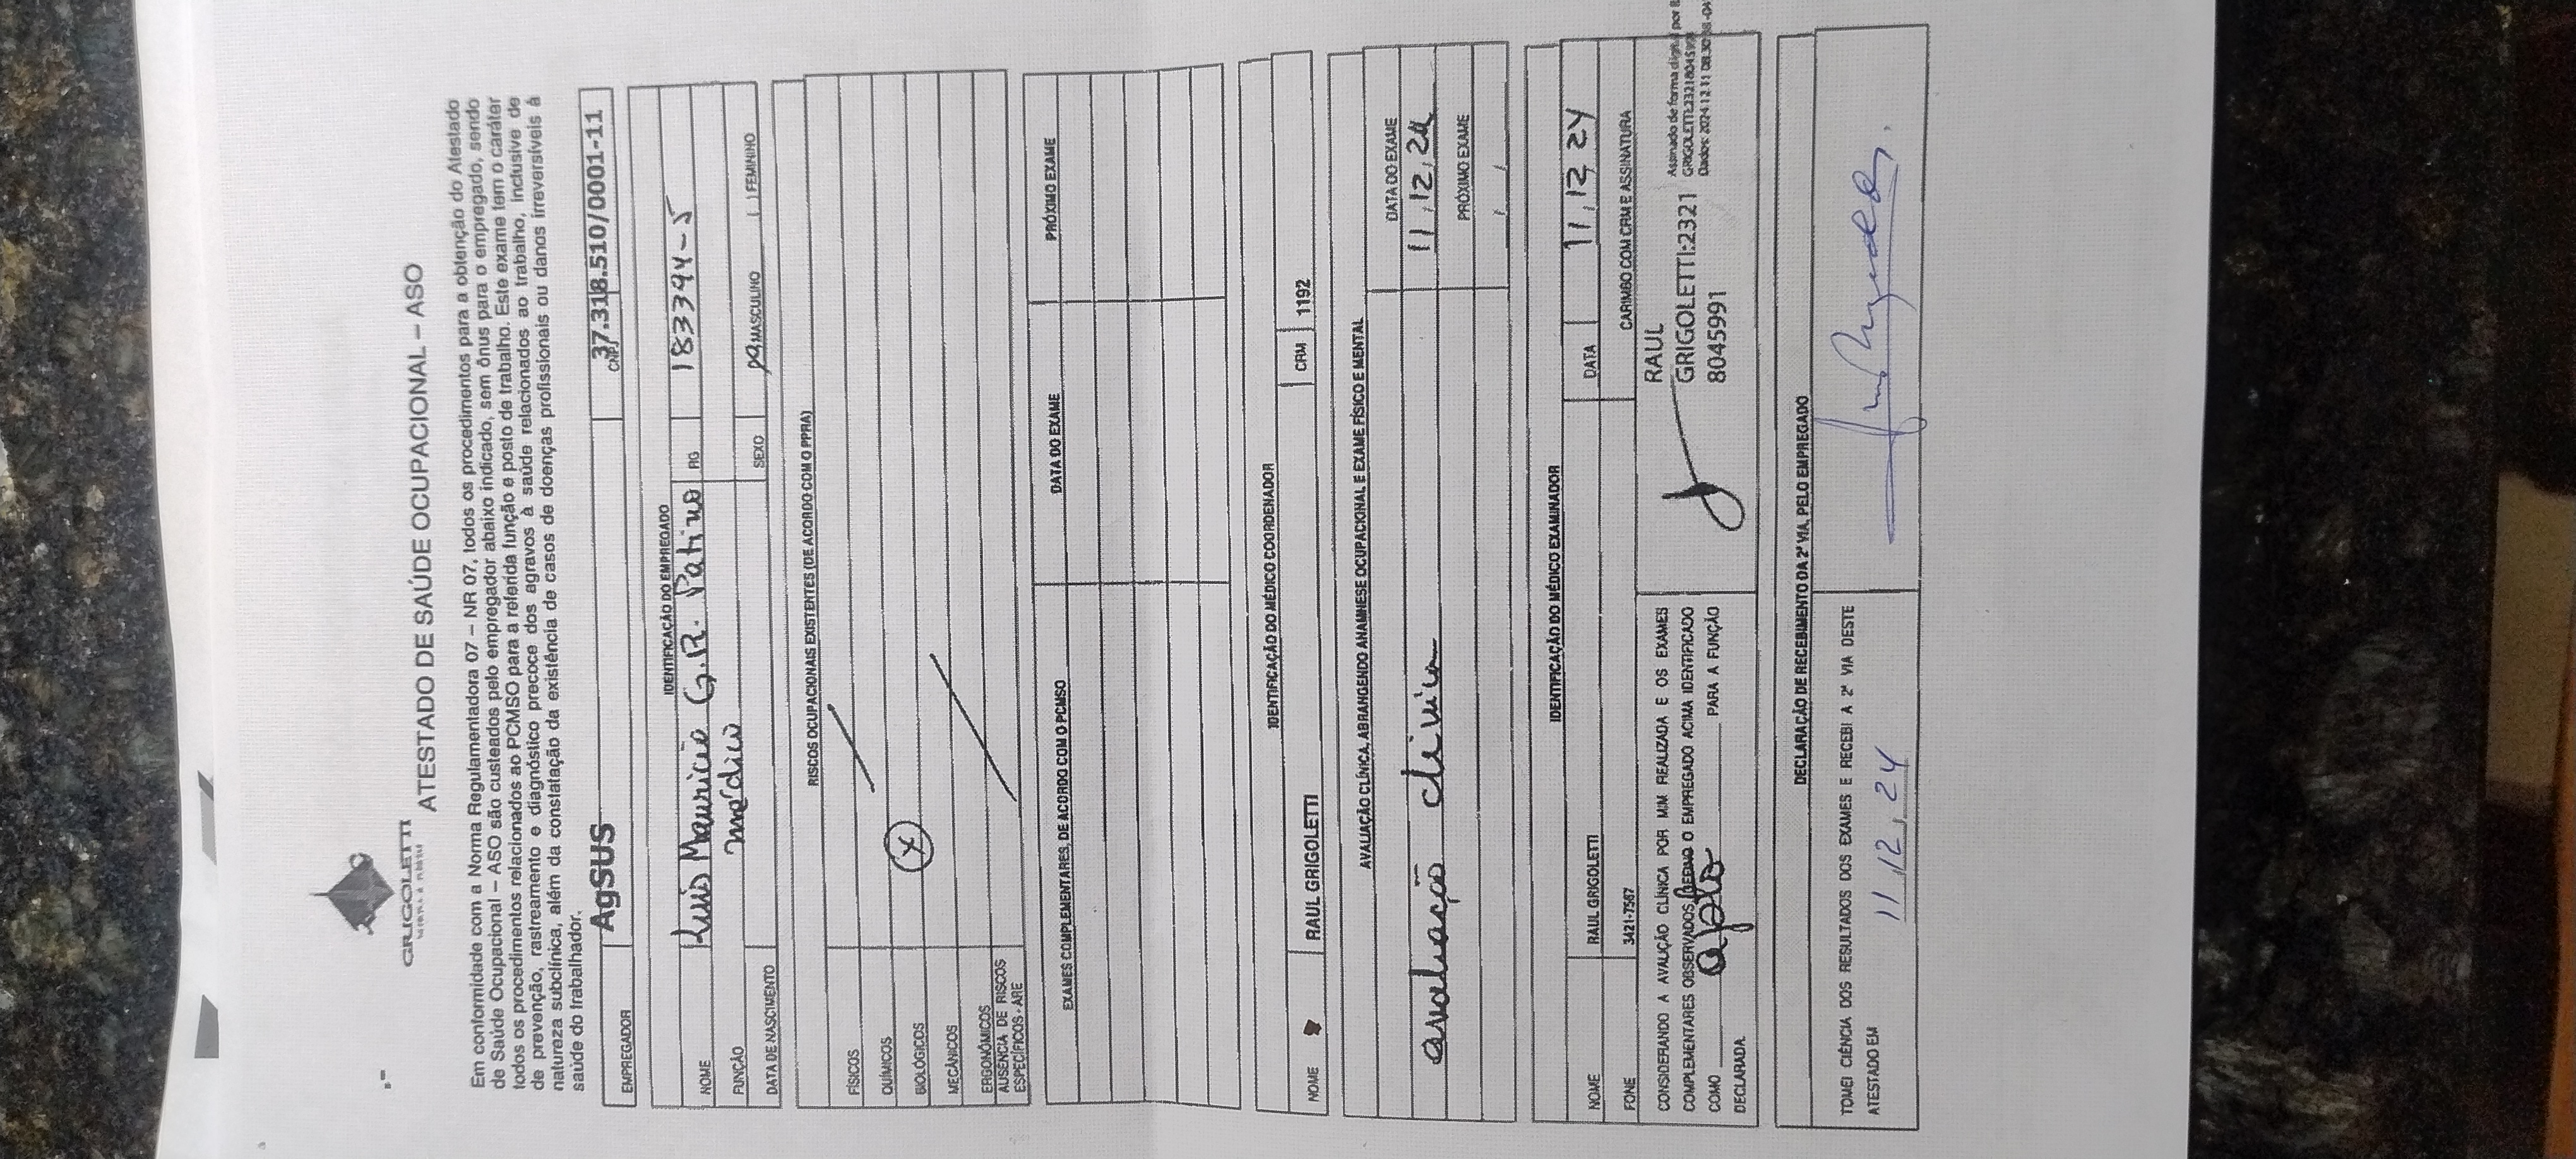 GRIGOLETTI
ATESTADO DE SAÚDE OCUPACIONAL – ASO
Em conformidade com a Norma Regulamentadora 07 – NR 07, todos os procedimentos para a obtenção do Atestado
de Saúde Ocupacional – ASO são custeados pelo empregador abaixo indicado, sem ônus para o empregado, sendo
todos os procedimentos relacionados ao PCMSO para a referida função e posto de trabalho. Este exame tem o caráter
de prevenção, rastreamento e diagnóstico precoce dos agravos à saúde relacionados ao trabalho, inclusive de
natureza subclínica, além da constatação da existência de casos de doenças profissionais ou danos irreversíveis à
saúde do trabalhador.
EMPREGADOR AgSUS CNPJ 37.318.510/0001-11
IDENTIFICAÇÃO DO EMPREGADO
NOME Luis Mauricio G.R. Patino RG 183394-5
FUNÇÃO médico
DATA DE NASCIMENTO SEXO (X) MASCULINO ( ) FEMININO
RISCOS OCUPACIONAIS EXISTENTES (DE ACORDO COM O PPRA)
FÍSICOS
QUÍMICOS
BIOLÓGICOS X
MECÂNICOS
ERGONÔMICOS
AUSÊNCIA DE RISCOS
ESPECÍFICOS - ARE
EXAMES COMPLEMENTARES, DE ACORDO COM O PCMSO DATA DO EXAME PRÓXIMO EXAME
IDENTIFICAÇÃO DO MÉDICO COORDENADOR
NOME RAUL GRIGOLETTI CRM 1192
AVALIAÇÃO CLÍNICA, ABRANGENDO ANAMNESE OCUPACIONAL E EXAME FÍSICO E MENTAL
DATA DO EXAME
avaliação clínica 11,12,24
PRÓXIMO EXAME
/ /
IDENTIFICAÇÃO DO MÉDICO EXAMINADOR
NOME RAUL GRIGOLETTI DATA 11,12 24
FONE 3421-7567 CARIMBO COM CRM E ASSINATURA
CONSIDERANDO A AVALIÇÃO CLÍNICA POR MIM REALIZADA E OS EXAMES
COMPLEMENTARES OBSERVADOS, DEFINO O EMPREGADO ACIMA IDENTIFICADO
COMO apto PARA A FUNÇÃO
DECLARADA.
RAUL
GRIGOLETTI:2321
8045991
Assinado de forma digital por
GRIGOLETTI:2321804599
Dados: 2024.12.11 08:30
DECLARAÇÃO DE RECEBIMENTO DA 2ª VIA, PELO EMPREGADO
TOMEI CIÊNCIA DOS RESULTADOS DOS EXAMES E RECEBI A 2ª VIA DESTE
ATESTADO EM 11,12,24